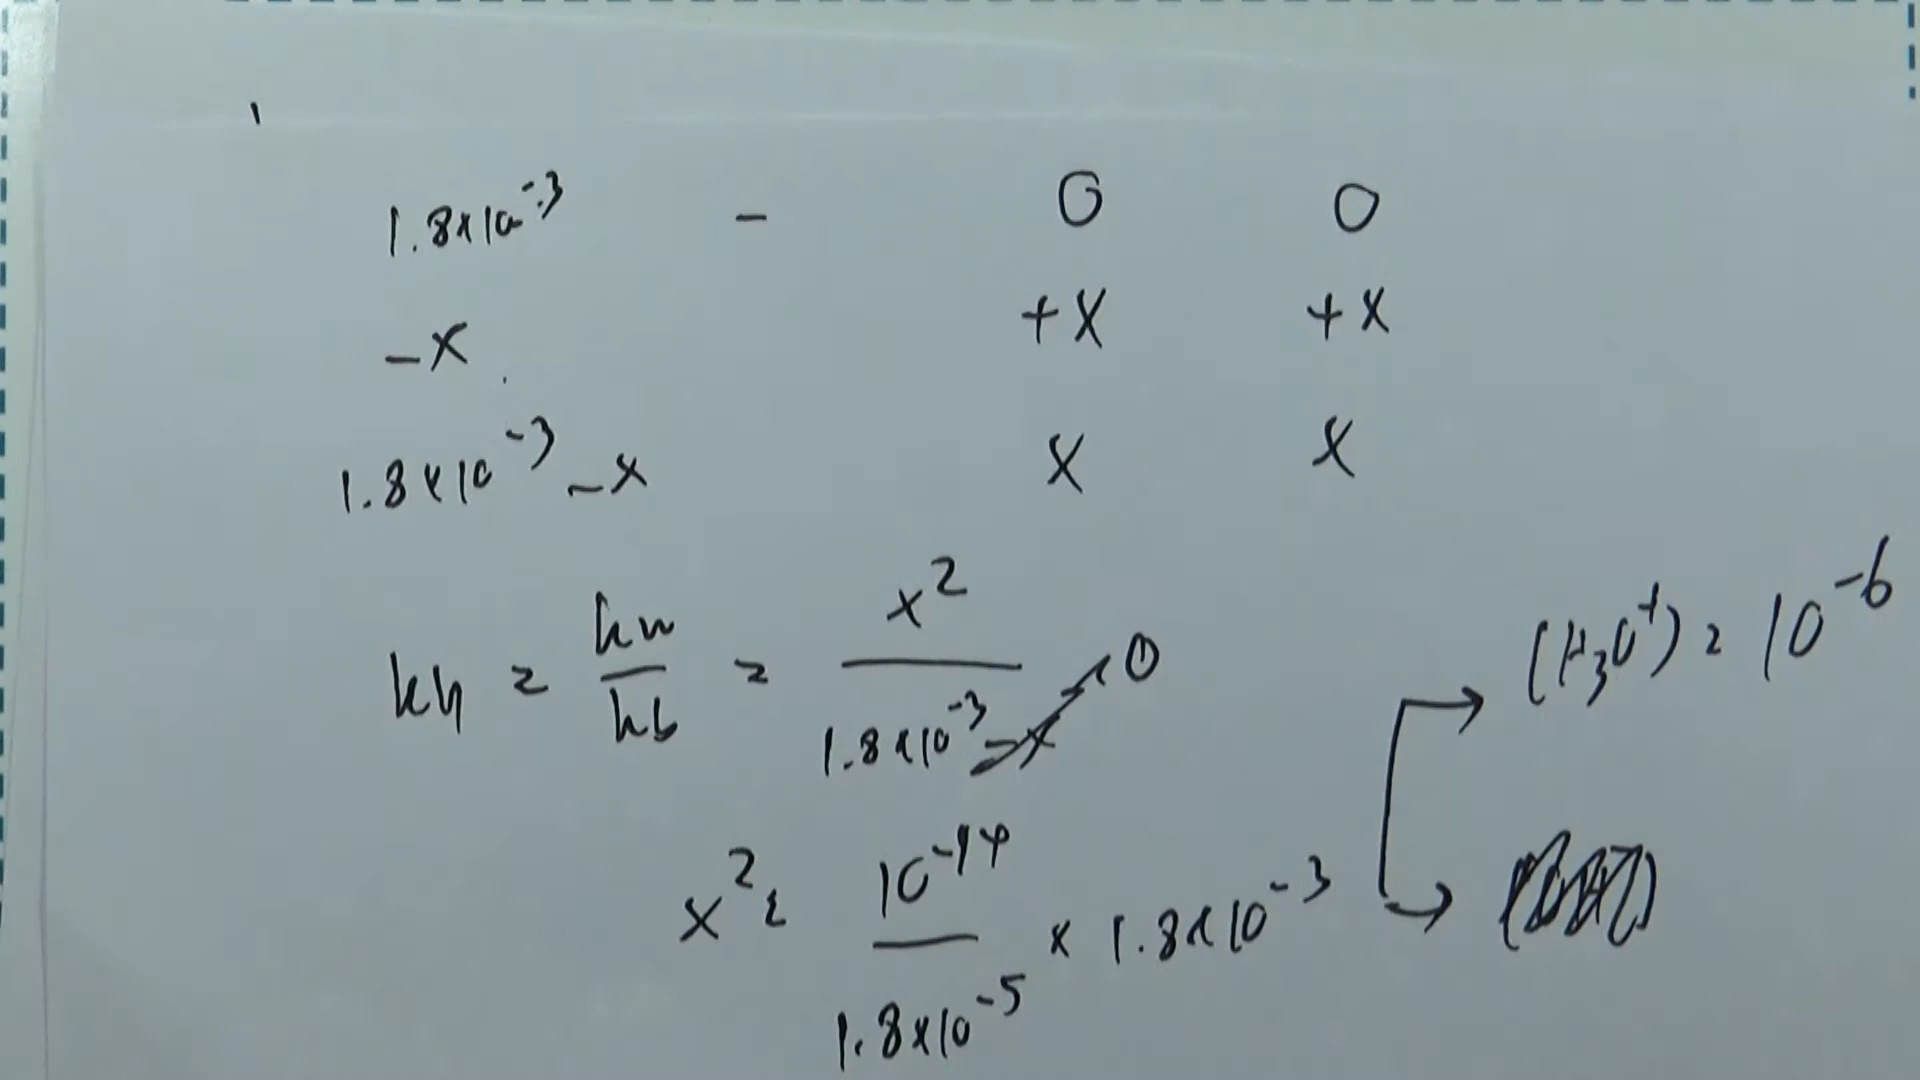 1.8x10^-3 - 0 0
-x +x +x
1.8x10^-3 -x x x
kh = kw/kb = x^2/(1.8x10^-3 -x) 0
(H3O+) = 10^-6
x^2 = 10^-14/(1.8x10^-5) x 1.8x10^-3